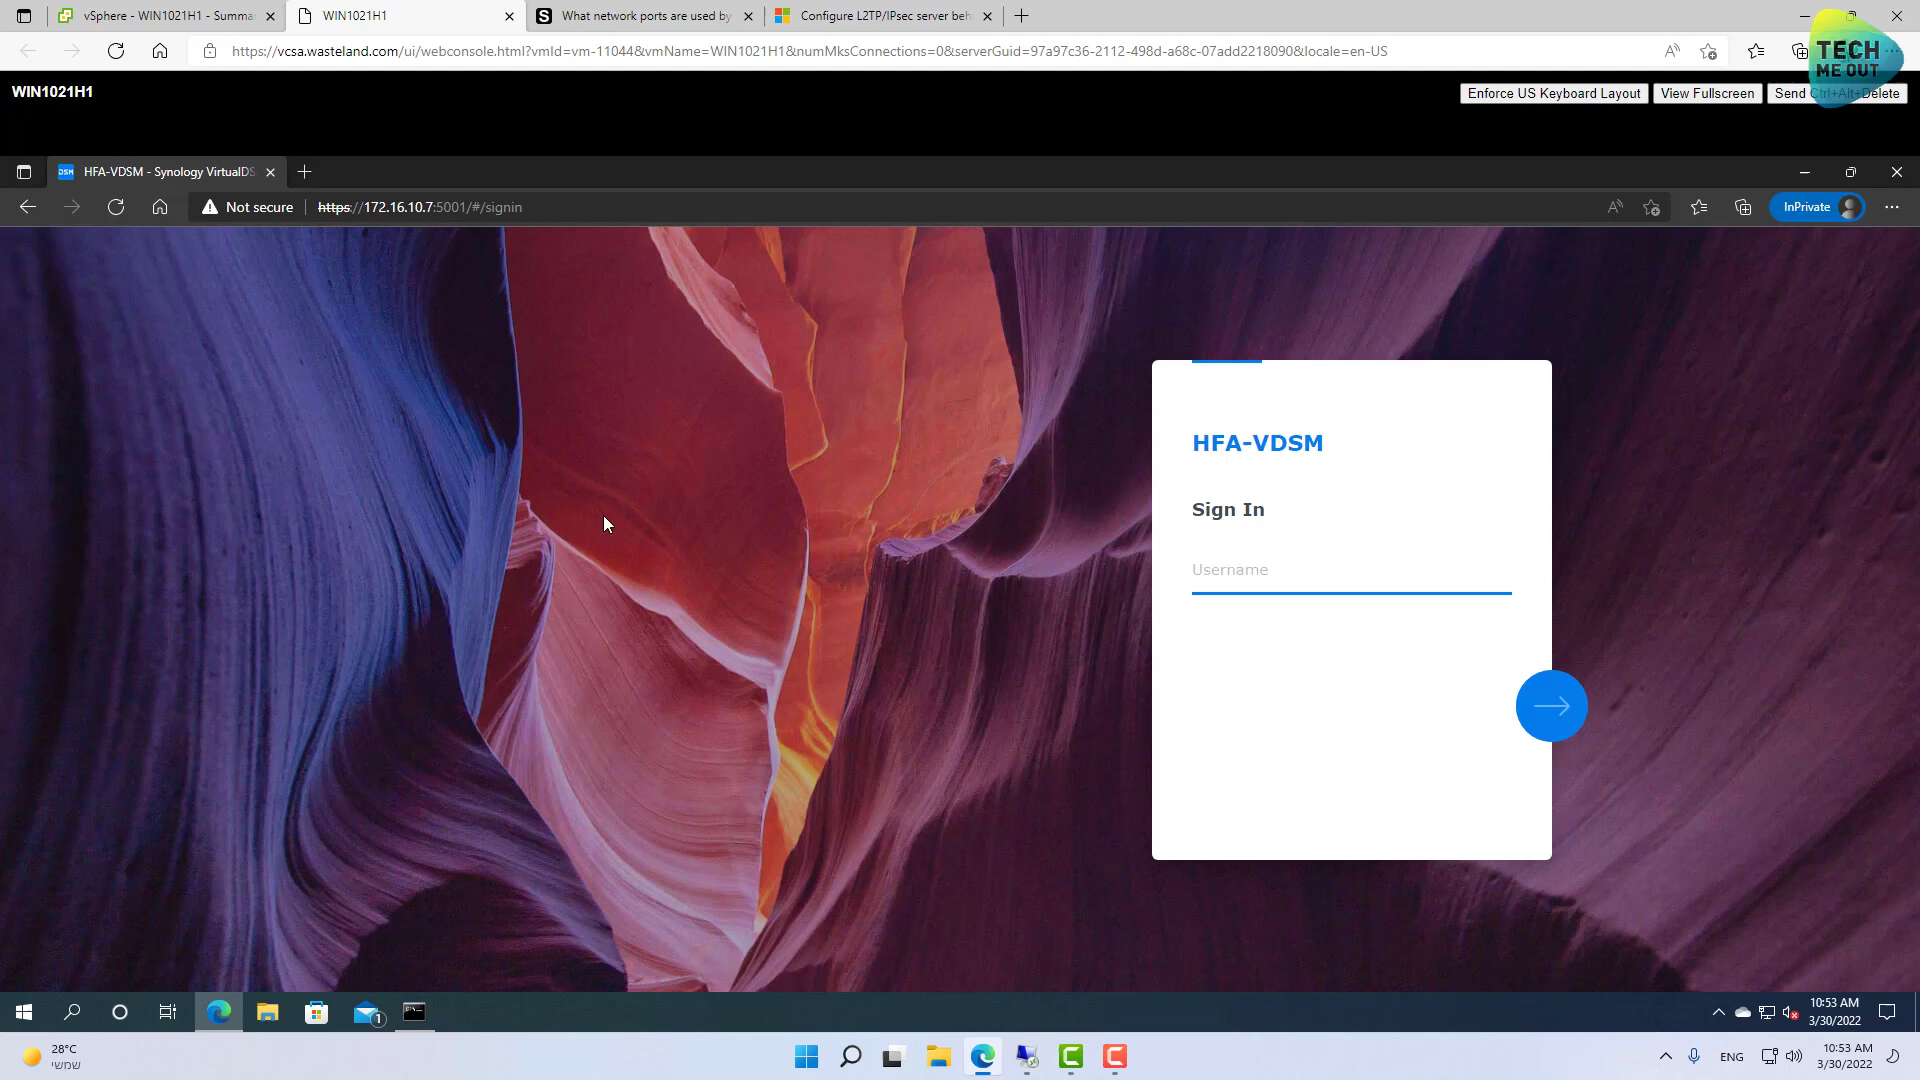 vSphere - WIN1021H1 - Summar
WIN1021H1
What network ports are used by
Configure L2TP/IPsec server beh
https://vcsa.wasteland.com/ui/webconsole.html?vmId=vm-11044&vmName=WIN1021H1&numMksConnections=0&serverGuid=97a97c36-2112-498d-a68c-07add2218090&locale=en-US
TECH
ME OUT
WIN1021H1
Enforce US Keyboard Layout
View Fullscreen
Send Ctrl+Alt+Delete
HFA-VDSM - Synology VirtualDS
Not secure
https://172.16.10.7:5001/#/signin
InPrivate
HFA-VDSM
Sign In
Username
1
10:53 AM
3/30/2022
28°C
שמשי
ENG
10:53 AM
3/30/2022